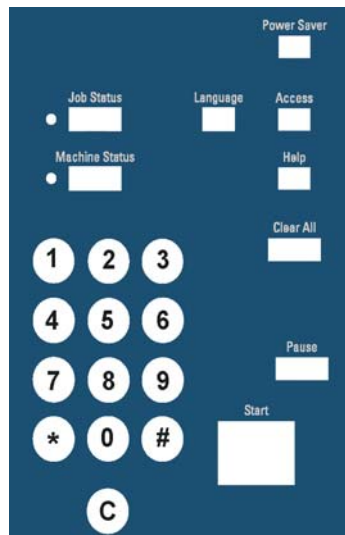 Power Saver
Job Status
Language
Access
Machine Status
Help
Clear All
1 2 3
4 5 6
Pause
7 8 9
Start
* 0 #
C